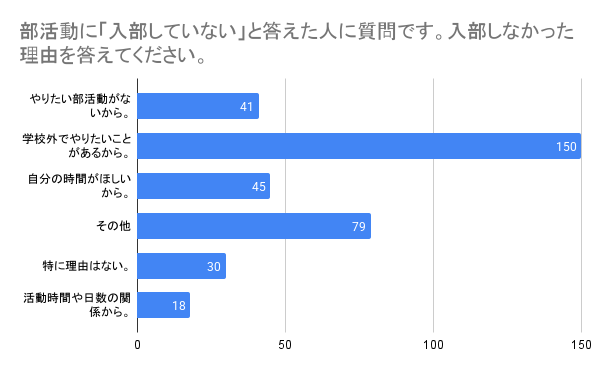 部活動に「入部していない」と答えた人に質問です。入部しなかった
理由を答えてください。
やりたい部活動がな
いから。
41
学校外でやりたいこと
があるから。
150
自分の時間がほしい
から。
45
その他
79
特に理由はない。
30
活動時間や日数の関
係から。
18
0
50
100
150